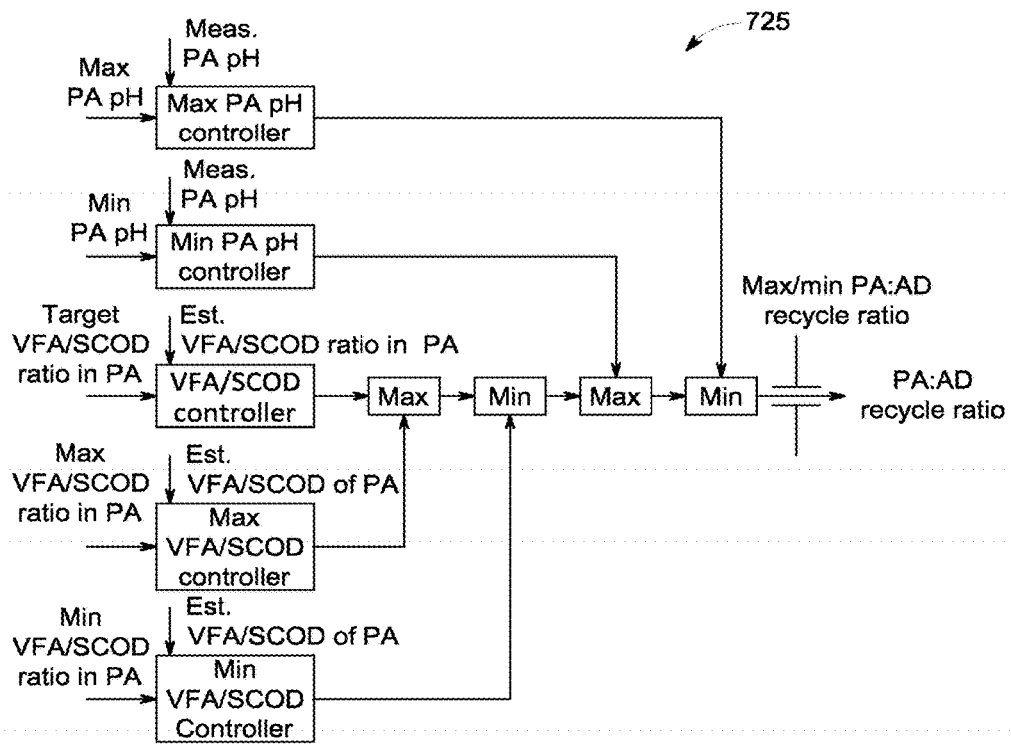 725
Meas.
PA pH
Max
PA pH
Max PA pH
controller
Meas.
PA pH
Min
PA pH
Min PA pH
controller
Target
VFA/SCOD
ratio in PA
Est.
VFA/SCOD ratio in PA
VFA/SCOD
controller
Max
Min
Max
Min
Max/min PA:AD
recycle ratio
PA:AD
recycle ratio
Max
VFA/SCOD
ratio in PA
Est.
VFA/SCOD of PA
Max
VFA/SCOD
controller
Min
VFA/SCOD
ratio in PA
Est.
VFA/SCOD of PA
Min
VFA/SCOD
Controller